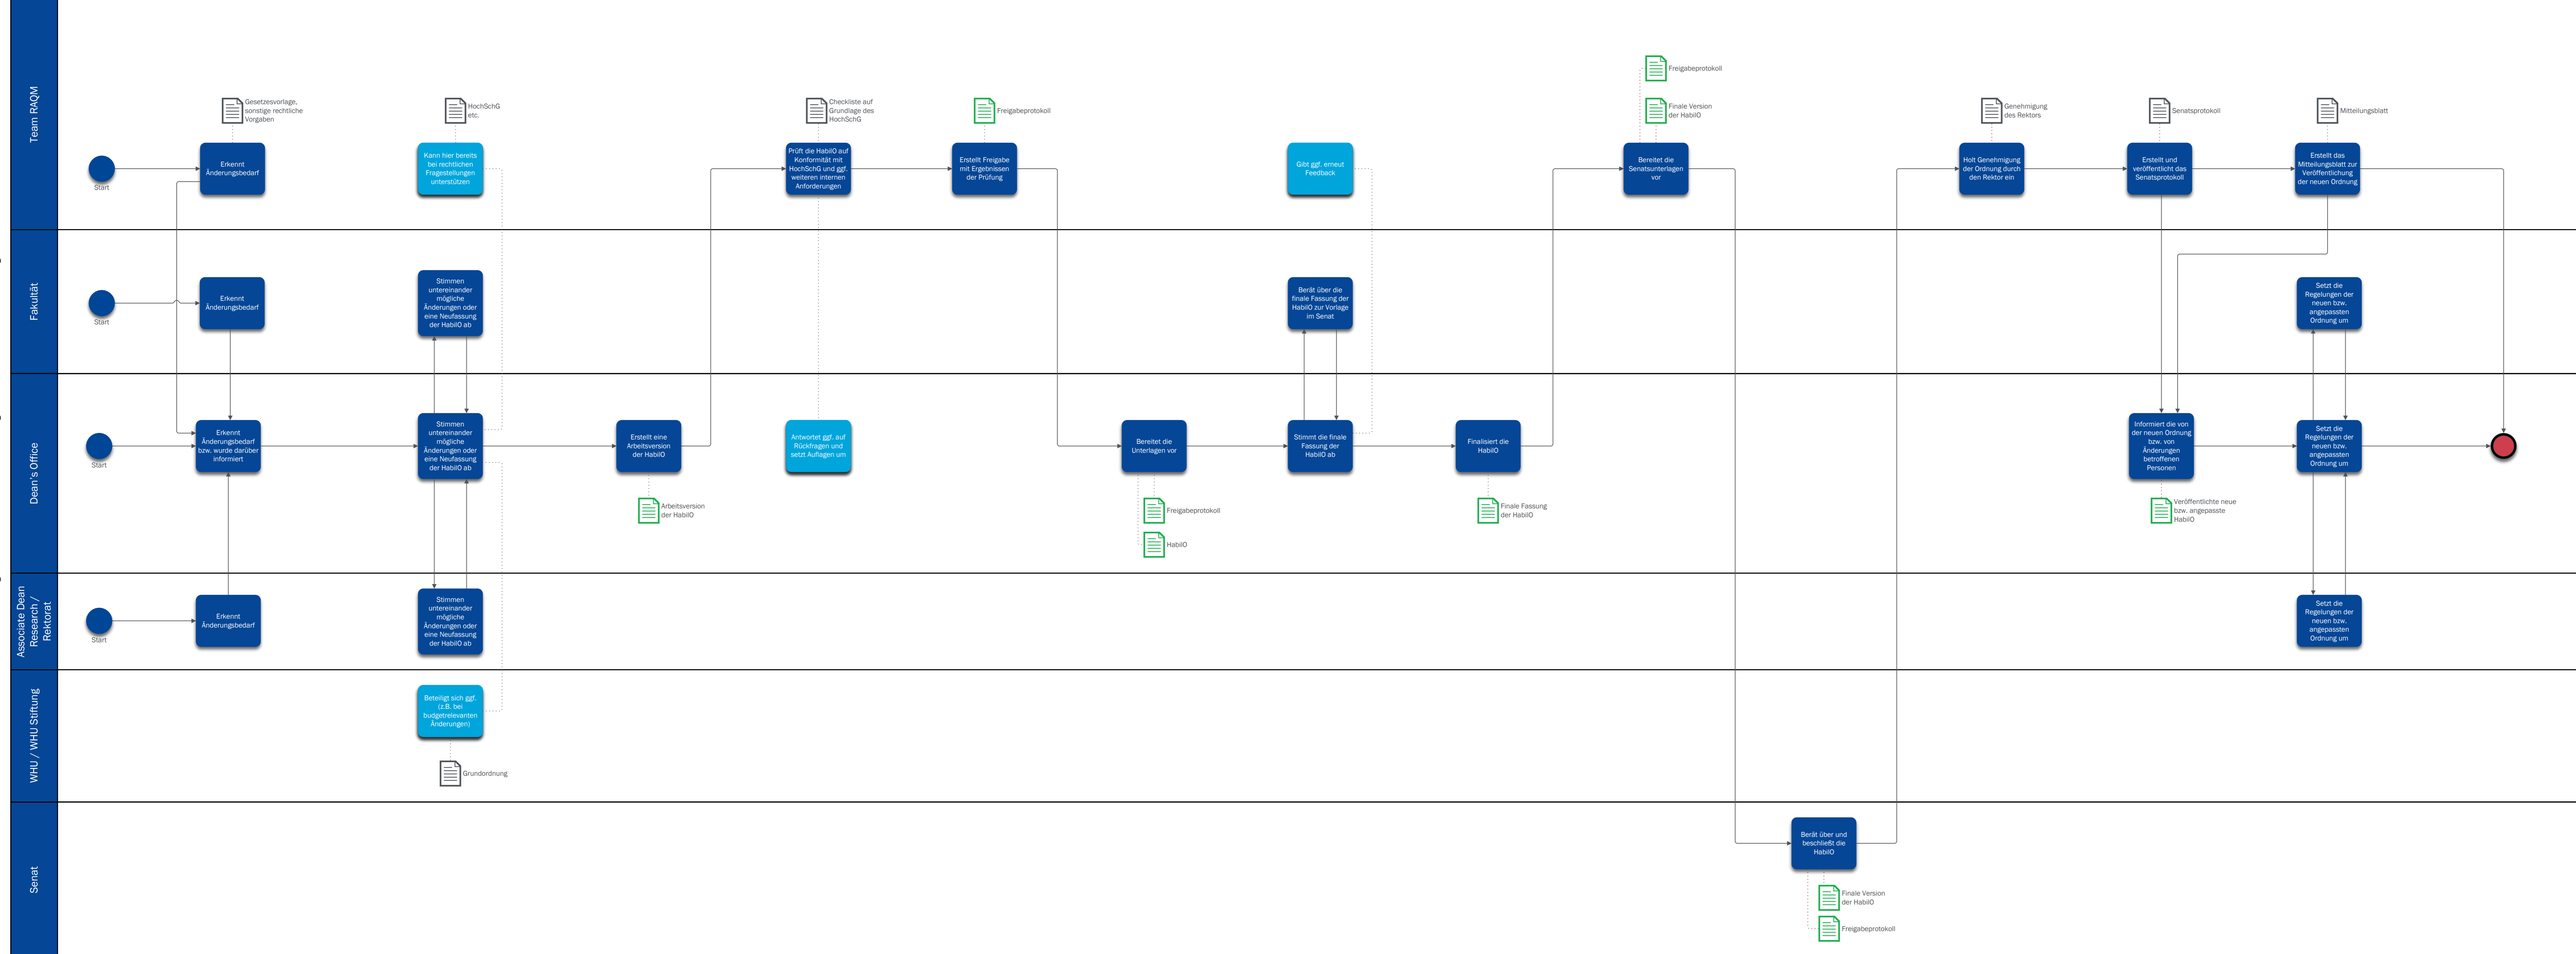 Team RAQM
Gesetzesvorlage,
sonstige rechtliche
Vorgaben
HochSchG
etc.
Checkliste auf
Grundlage des
HochSchG
Freigabeprotokoll
Freigabeprotokoll
Finale Version
der HabilO
Genehmigung
des Rektors
Senatsprotokoll
Mitteilungsblatt
Start
Erkennt
Änderungsbedarf
Kann hier bereits
bei rechtlichen
Fragestellungen
unterstützen
Prüft die HabilO auf
Konformität mit
HochSchG und ggf.
weiteren internen
Anforderungen
Erstellt Freigabe
mit Ergebnissen
der Prüfung
Gibt ggf. erneut
Feedback
Bereitet die
Senatsunterlagen
vor
Holt Genehmigung
der Ordnung durch
den Rektor ein
Erstellt und
veröffentlicht das
Senatsprotokoll
Erstellt das
Mitteilungsblatt zur
Veröffentlichung
der neuen Ordnung
Fakultät
Start
Erkennt
Änderungsbedarf
Stimmen
untereinander
mögliche
Änderungen oder
eine Neufassung
der HabilO ab
Berät über die
finale Fassung der
HabilO zur Vorlage
im Senat
Setzt die
Regelungen der
neuen bzw.
angepassten
Ordnung um
Dean's Office
Start
Erkennt
Änderungsbedarf
bzw. wurde darüber
informiert
Stimmen
untereinander
mögliche
Änderungen oder
eine Neufassung
der HabilO ab
Erstellt eine
Arbeitsversion
der HabilO
Arbeitsversion
der HabilO
Antwortet ggf. auf
Rückfragen und
setzt Auflagen um
Bereitet die
Unterlagen vor
Freigabeprotokoll
HabilO
Stimmt die finale
Fassung der
HabilO ab
Finalisiert die
HabilO
Finale Fassung
der HabilO
Informiert die von
der neuen Ordnung
bzw. von
Änderungen
betroffenen
Personen
Veröffentlichte neue
bzw. angepasste
HabilO
Setzt die
Regelungen der
neuen bzw.
angepassten
Ordnung um
Associate Dean
Research /
Rektorat
Start
Erkennt
Änderungsbedarf
Stimmen
untereinander
mögliche
Änderungen oder
eine Neufassung
der HabilO ab
Setzt die
Regelungen der
neuen bzw.
angepassten
Ordnung um
WHU / WHU Stiftung
Beteiligt sich ggf.
(z.B. bei
budgetrelevanten
Änderungen)
Grundordnung
Senat
Berät über und
beschließt die
HabilO
Finale Version
der HabilO
Freigabeprotokoll